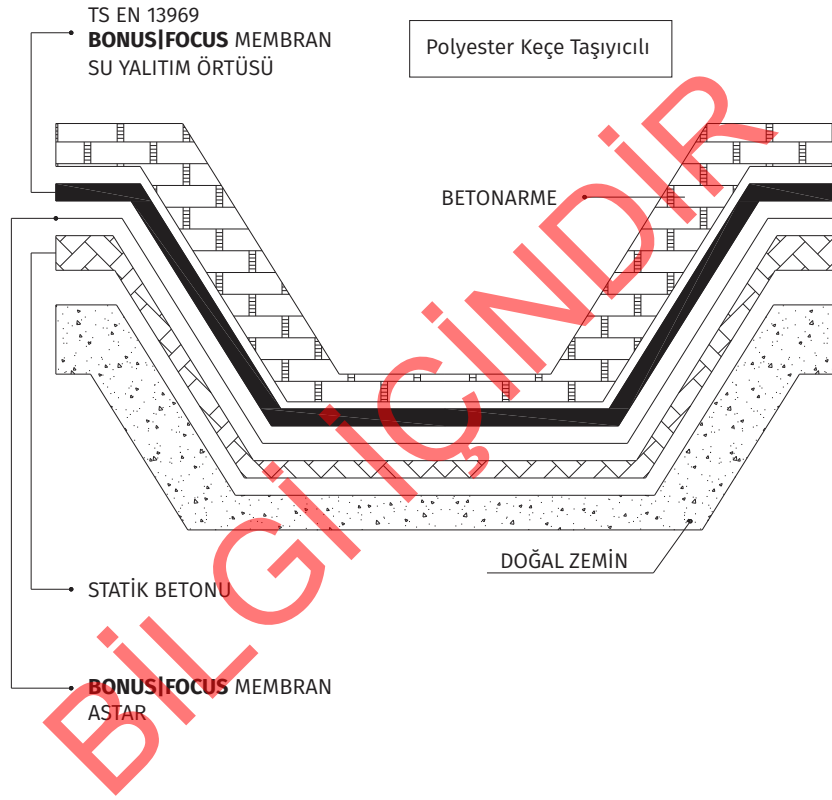 TS EN 13969
BONUS|FOCUS MEMBRAN
SU YALITIM ÖRTÜSÜ
Polyester Keçe Taşıyıcılı
BETONARME
DOĞAL ZEMİN
STATİK BETONU
BONUS|FOCUS MEMBRAN
ASTAR
BİLGİ İÇİNDİR